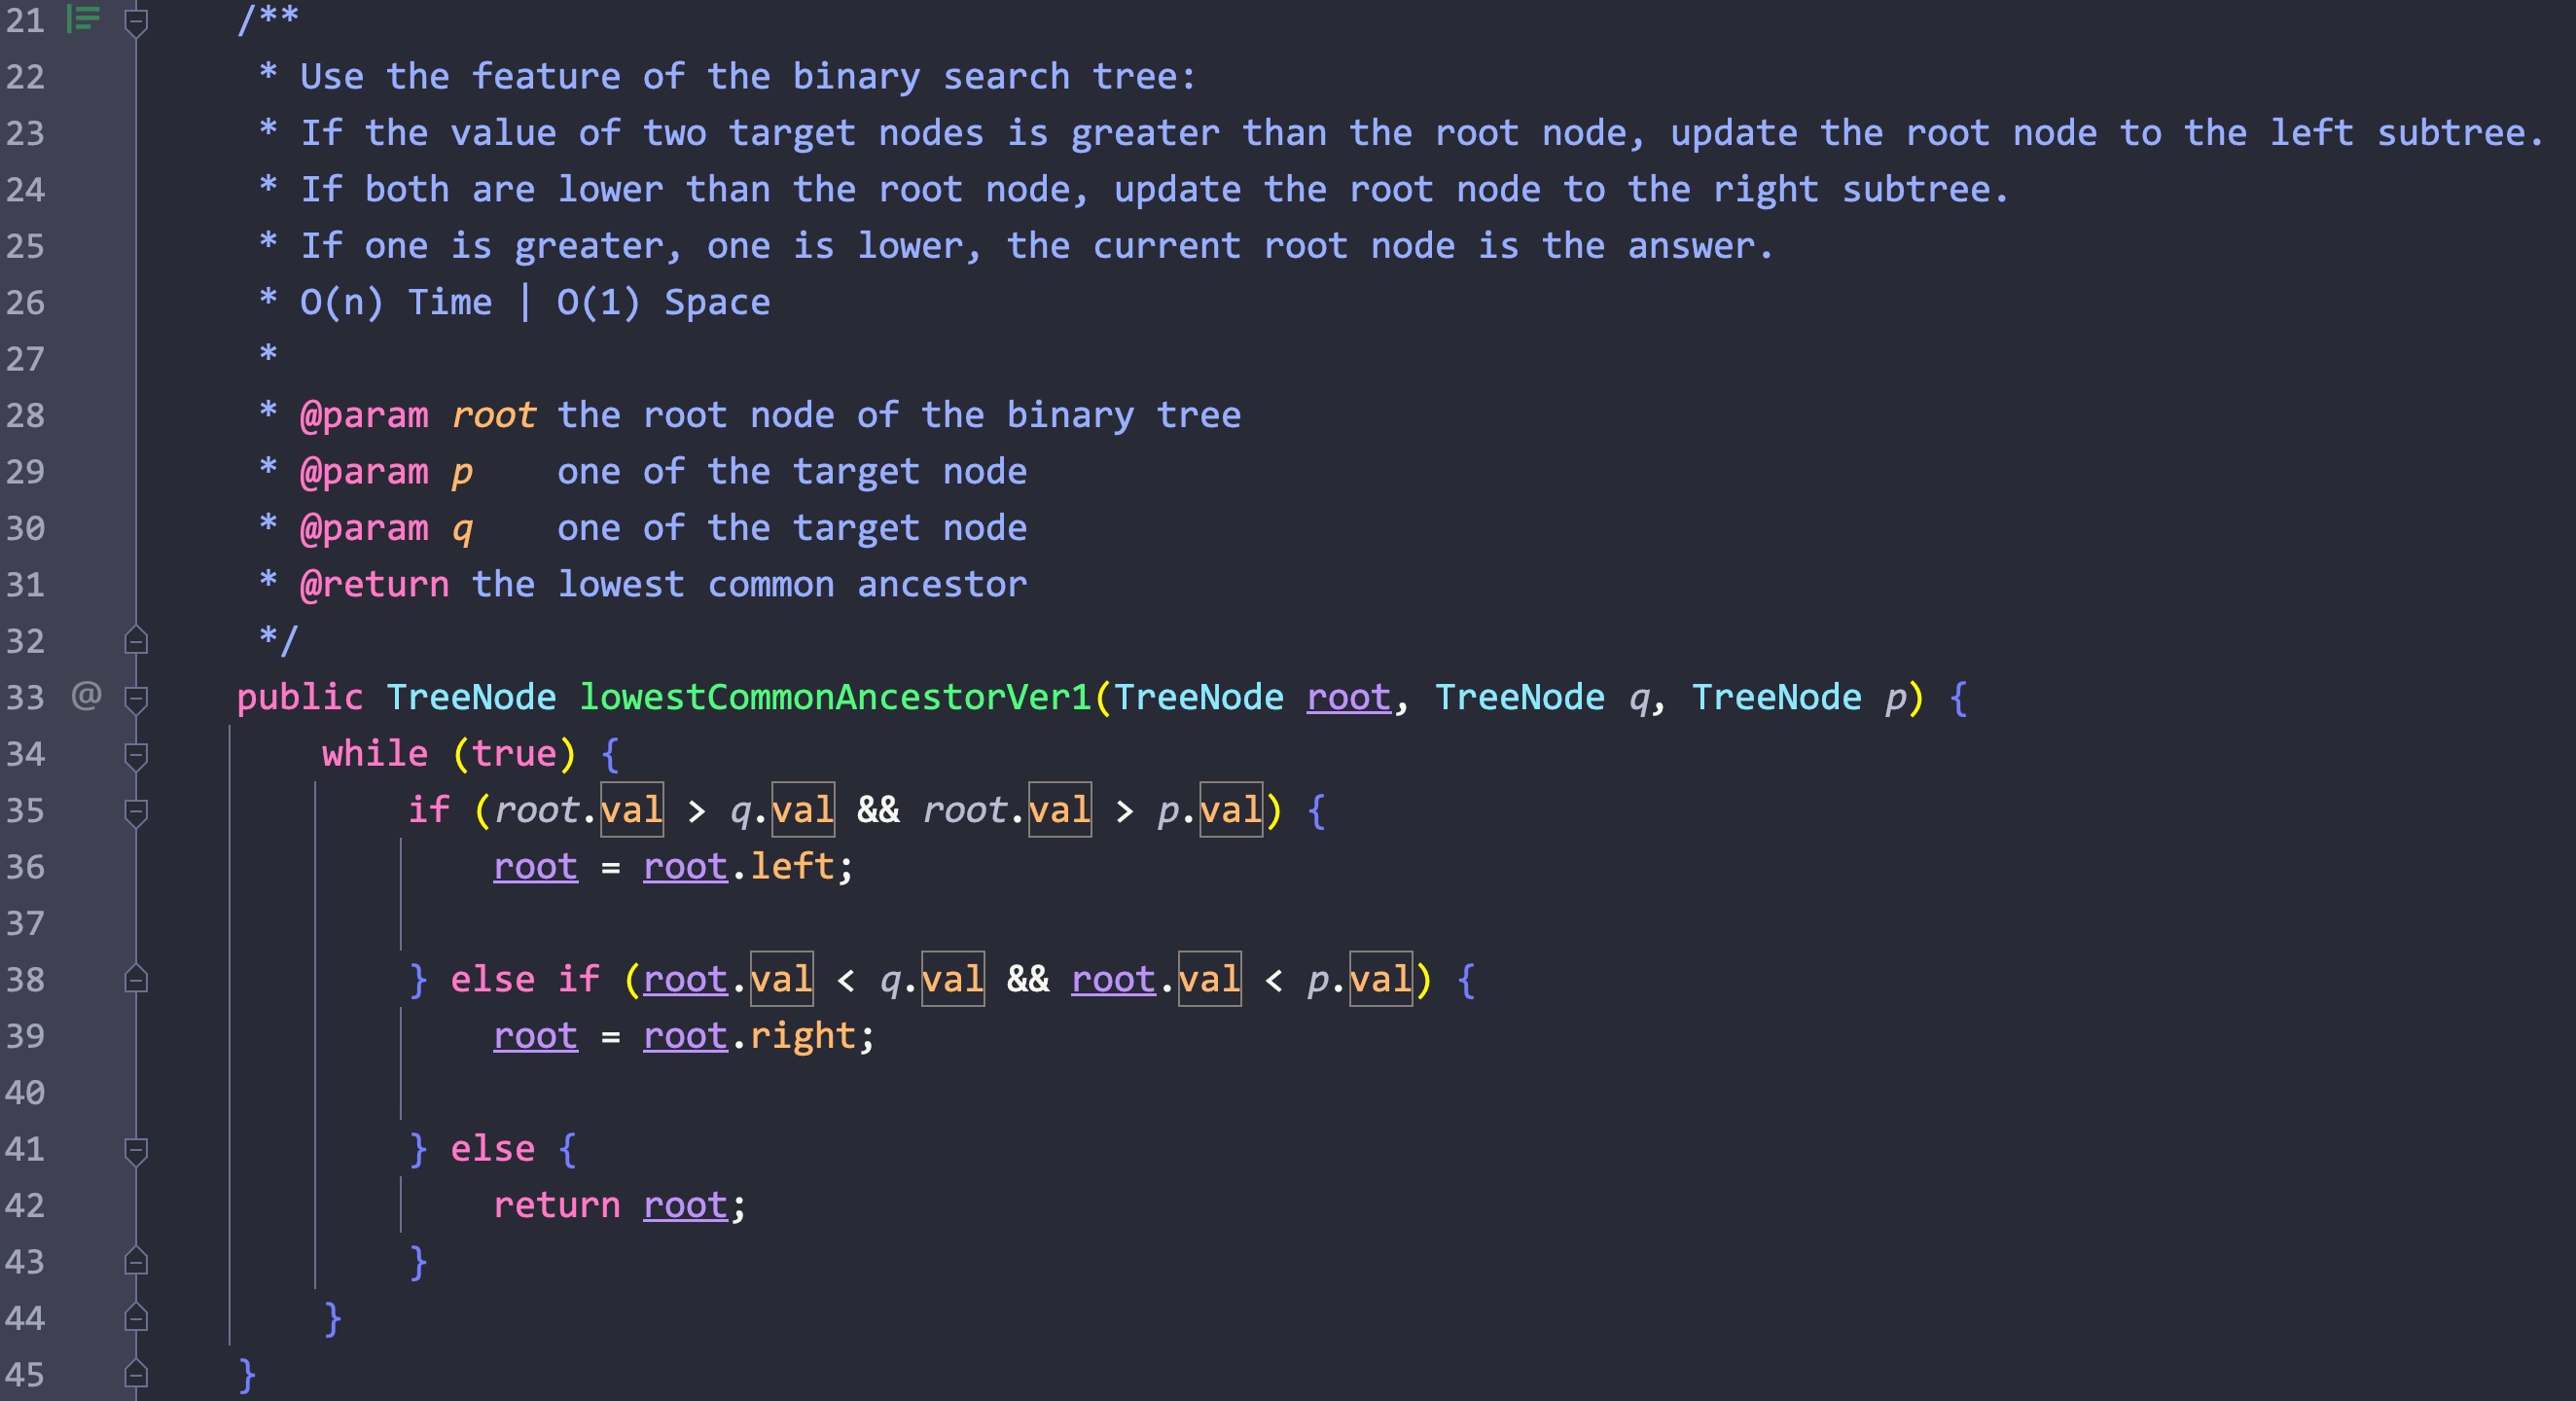 21 /**
22 * Use the feature of the binary search tree:
23 * If the value of two target nodes is greater than the root node, update the root node to the left subtree.
24 * If both are lower than the root node, update the root node to the right subtree.
25 * If one is greater, one is lower, the current root node is the answer.
26 * O(n) Time | O(1) Space
27 *
28 * @param root the root node of the binary tree
29 * @param p    one of the target node
30 * @param q    one of the target node
31 * @return the lowest common ancestor
32 */
33 @ public TreeNode lowestCommonAncestorVer1(TreeNode root, TreeNode q, TreeNode p) {
34 while (true) {
35 if (root.val > q.val && root.val > p.val) {
36 root = root.left;
37
38 } else if (root.val < q.val && root.val < p.val) {
39 root = root.right;
40
41 } else {
42 return root;
43 }
44 }
45 }